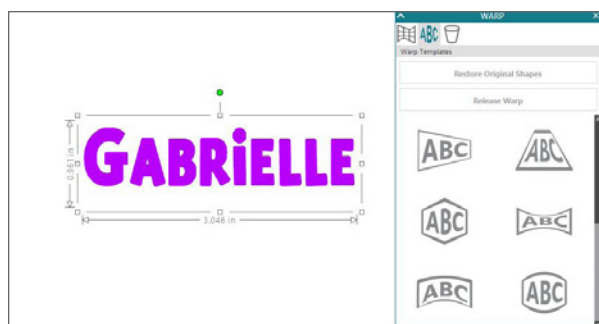 WARP
ABC
Warp Templates
Restore Original Shapes
Release Warp
GABRiELLE
0.961 in
3.046 in
ABC
ABC
ABC
ABC
ABC
ABC